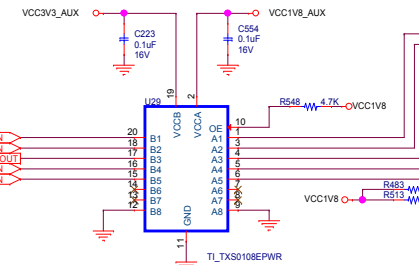 VCC3V3_AUX
VCC1V8_AUX
C223
0.1uF
16V
C554
0.1uF
16V
19
2
U29
VCCB
VCCA
R548
4.7K
VCC1V8
OE
10
20
B1
A1
1
18
B2
A2
3
17
B3
A3
4
16
B4
A4
5
15
B5
A5
6
14
B6
A6
7
13
B7
A7
8
12
B8
A8
9
OUT
GND
11
VCC1V8
R483
R513
TI_TXS0108EPWR